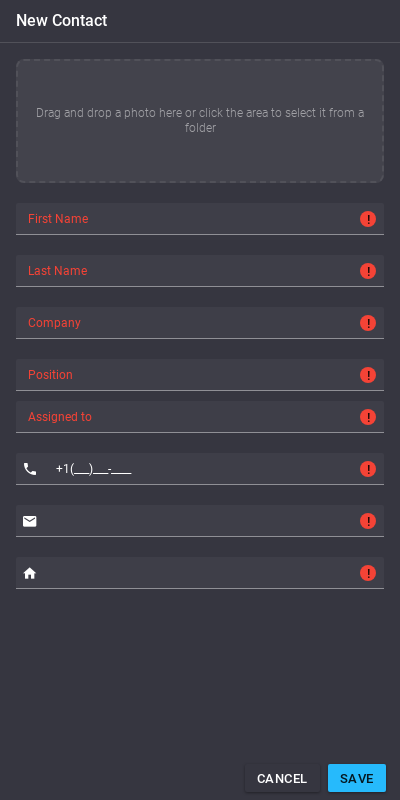 New Contact
Drag and drop a photo here or click the area to select it from a
folder
First Name
Last Name
Company
Position
Assigned to
+1(___)___-____
CANCEL
SAVE